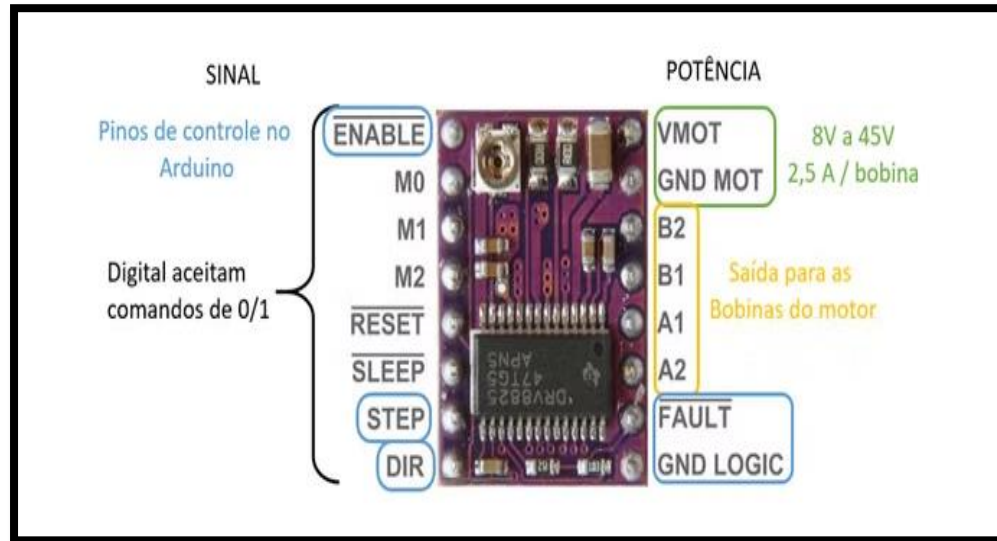 SINAL
Pinos de controle no
Arduino
Digital aceitam
comandos de 0/1
ENABLE
M0
M1
M2
RESET
SLEEP
STEP
DIR
DRV8825
47TG5
APN5
POTÊNCIA
VMOT
GND MOT
B2
B1
A1
A2
FAULT
GND LOGIC
8V a 45V
2,5 A / bobina
Saída para as
Bobinas do motor